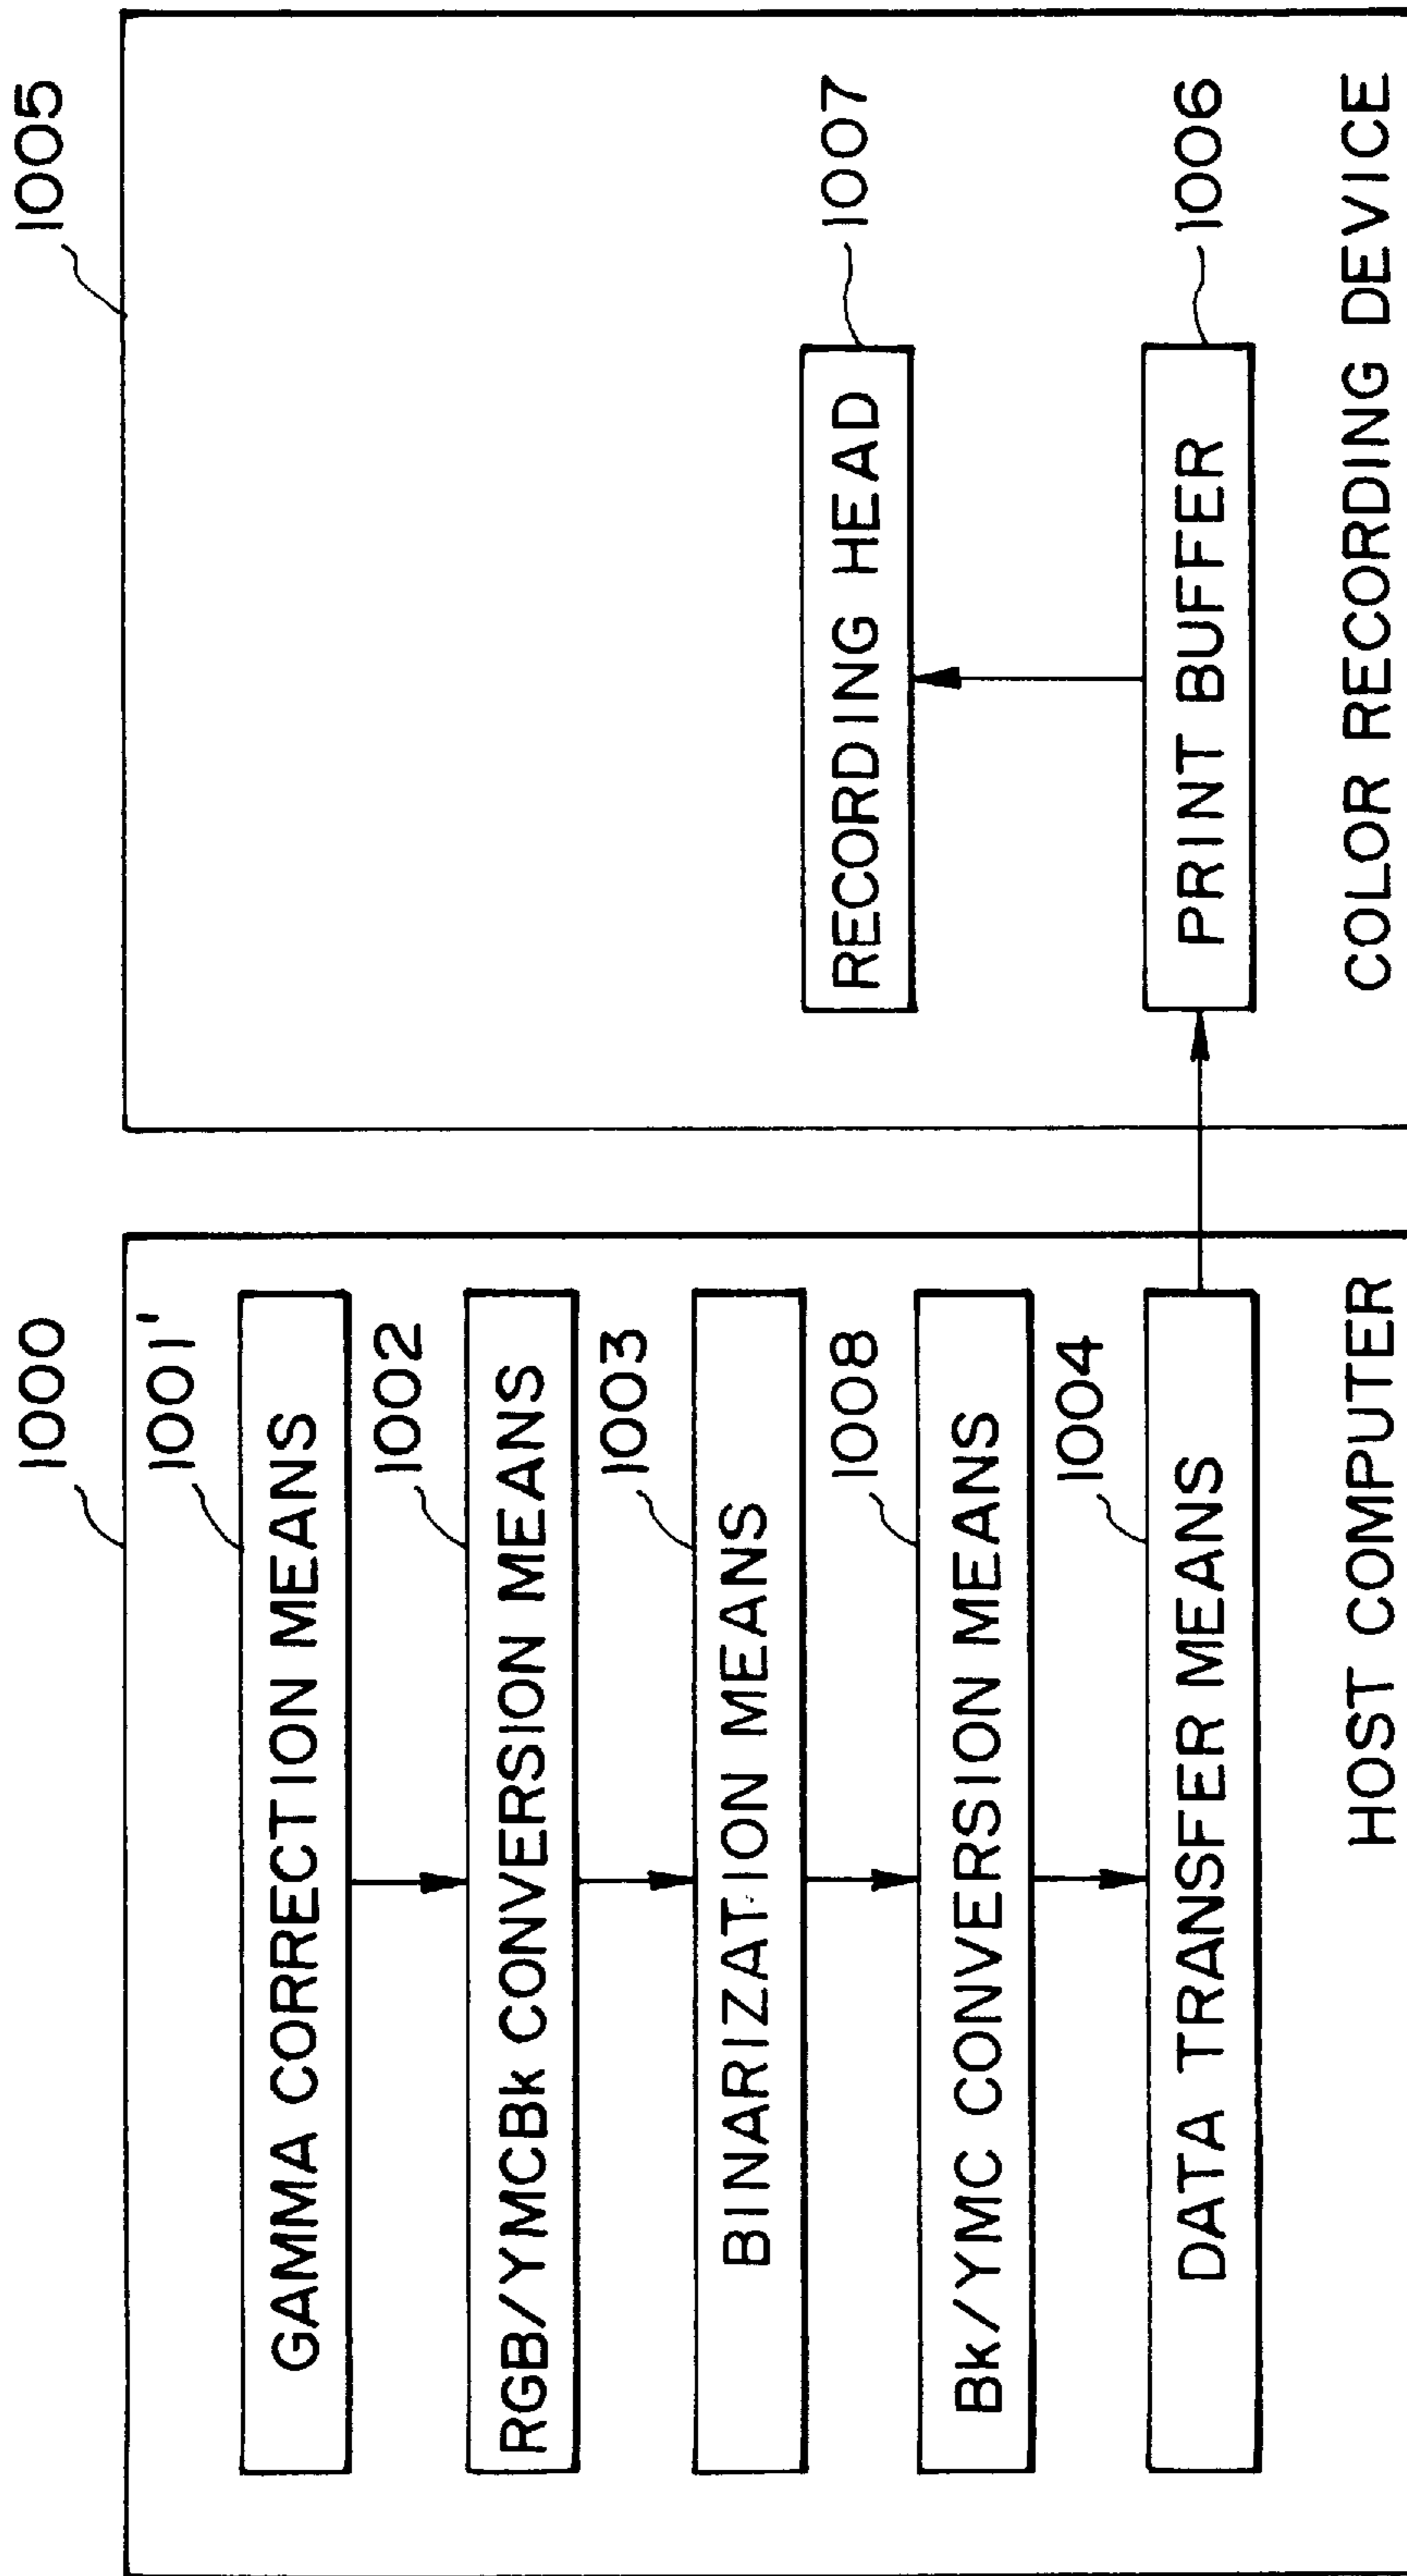 1000
1001'
GAMMA CORRECTION MEANS
1002
RGB/YMCBk CONVERSION MEANS
1003
BINARIZATION MEANS
1008
Bk/YMC CONVERSION MEANS
1004
DATA TRANSFER MEANS
HOST COMPUTER
1005
1007
RECORDING HEAD
1006
PRINT BUFFER
COLOR RECORDING DEVICE